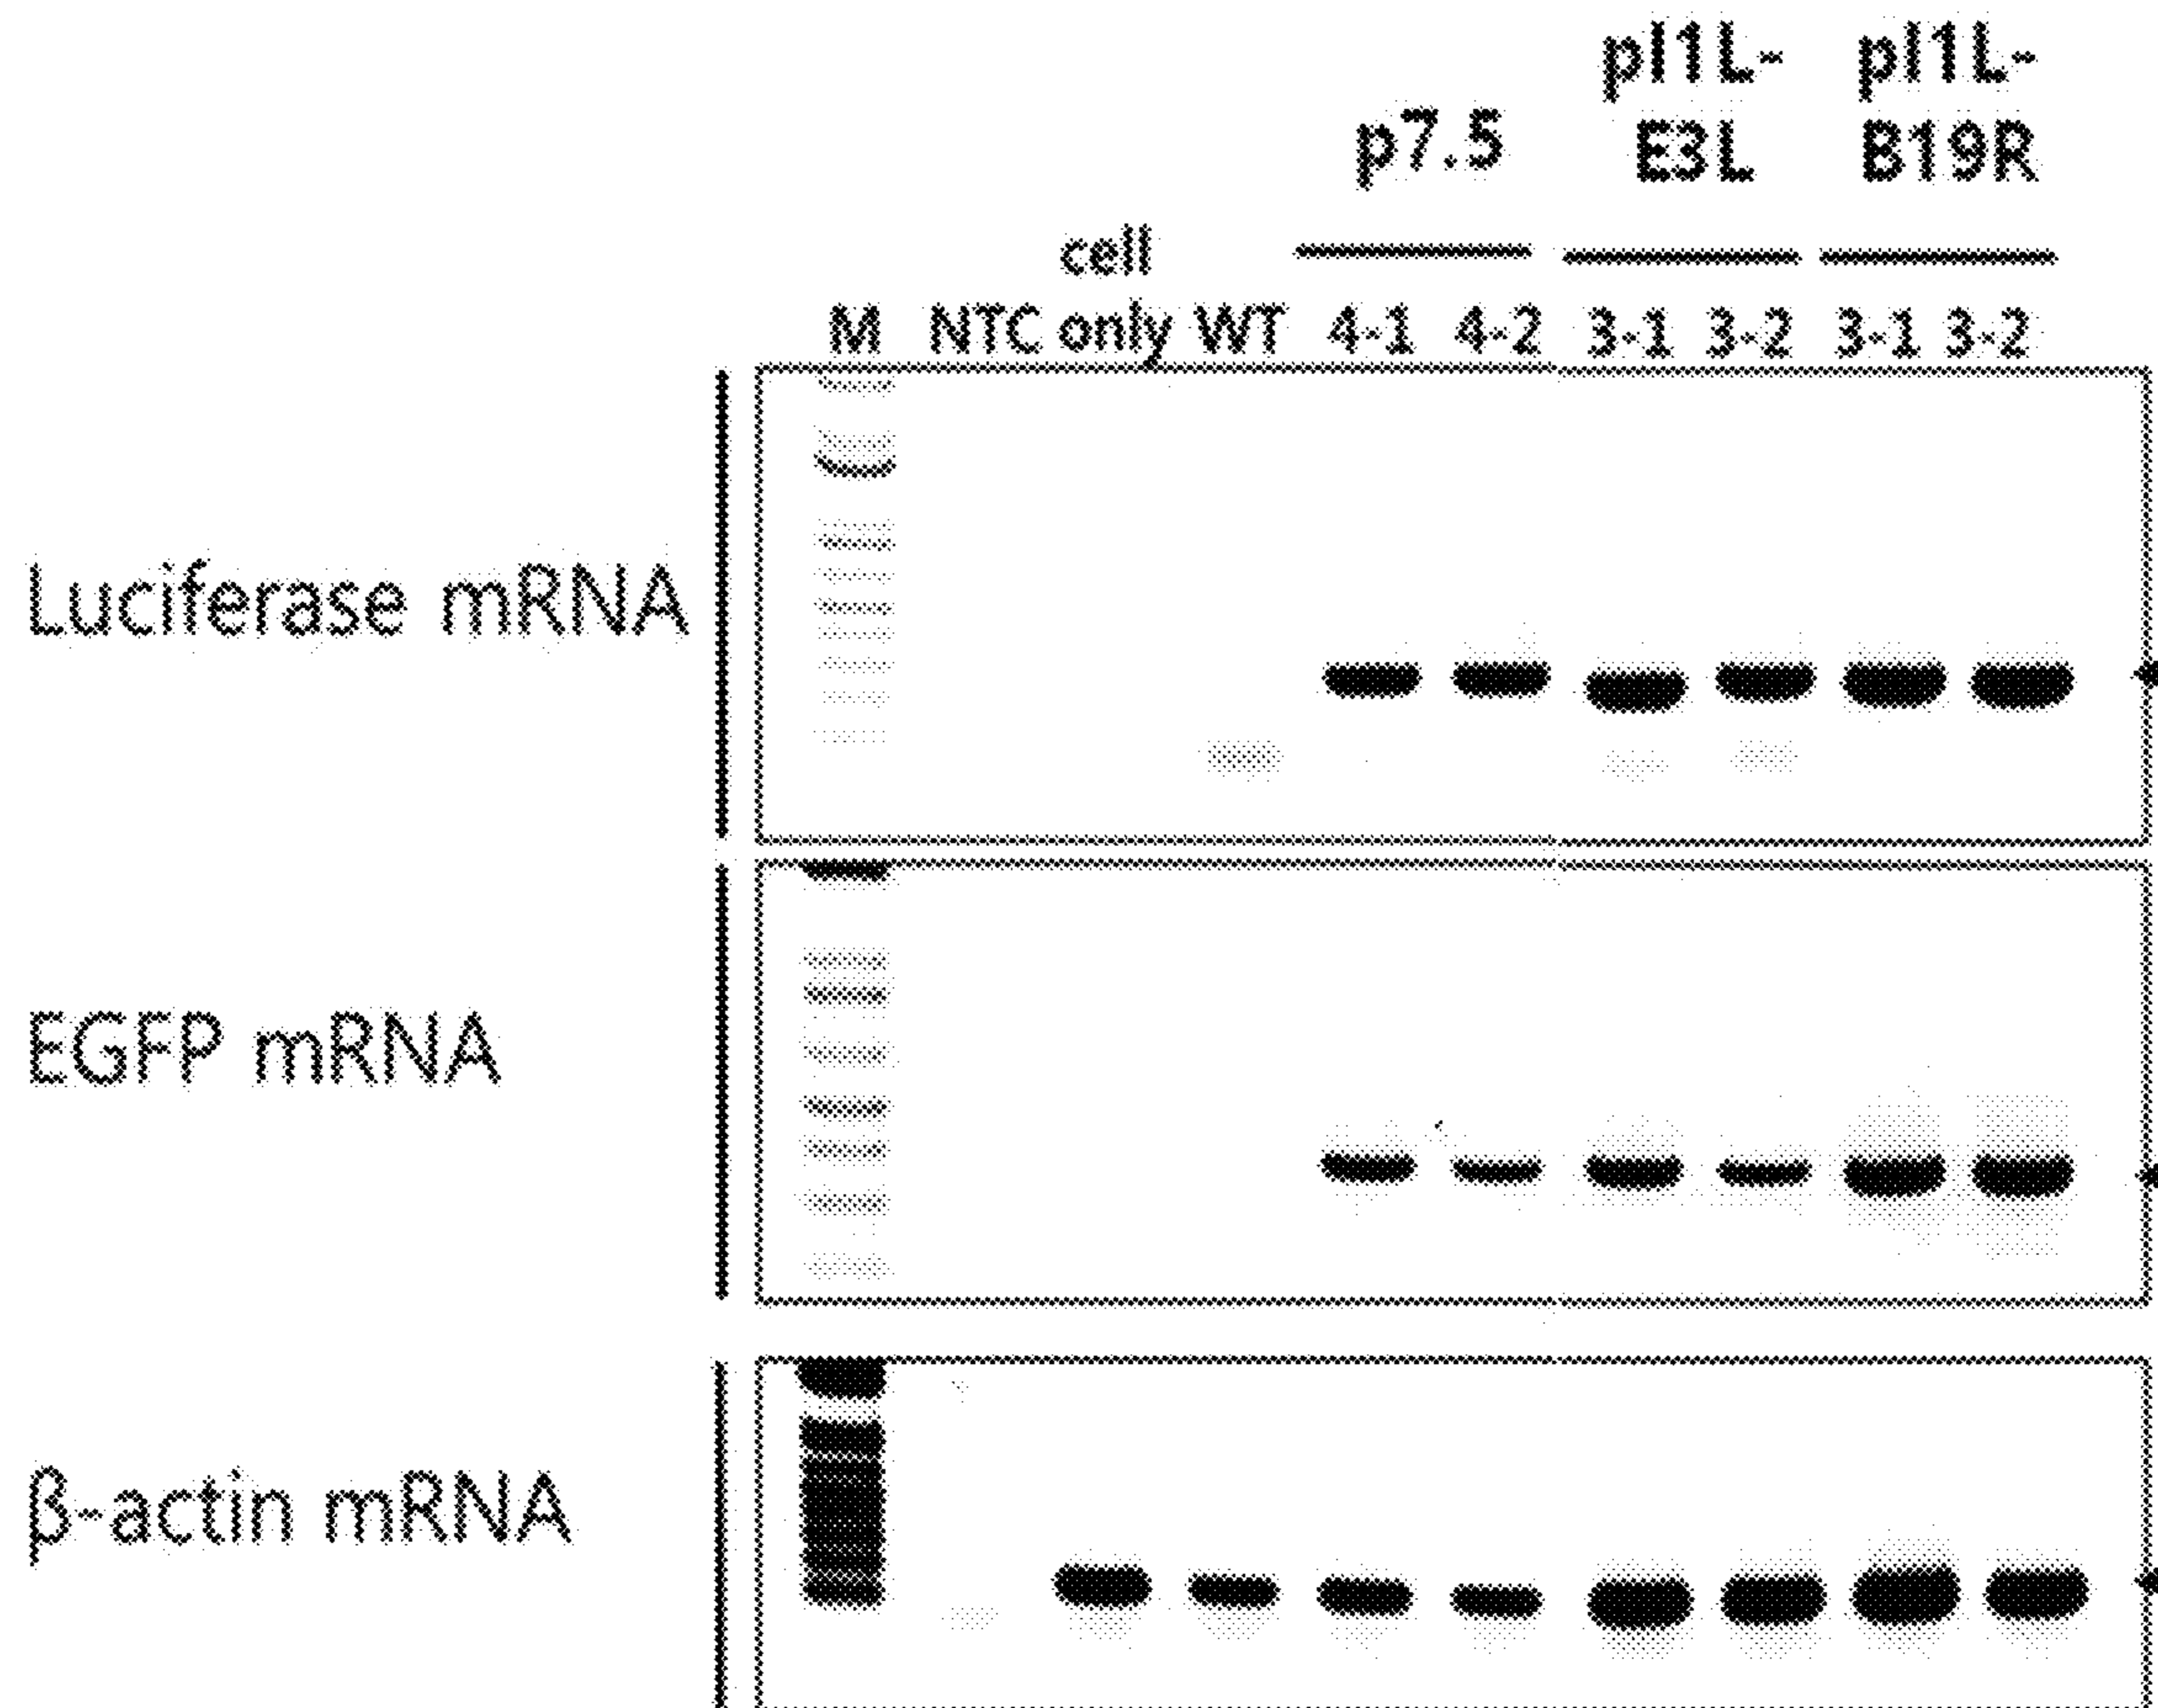 pI1L- pI1L-
p7.5 E3L B19R
cell
M NTC only WT 4-1 4-2 3-1 3-2 3-1 3-2
Luciferase mRNA
EGFP mRNA
β-actin mRNA